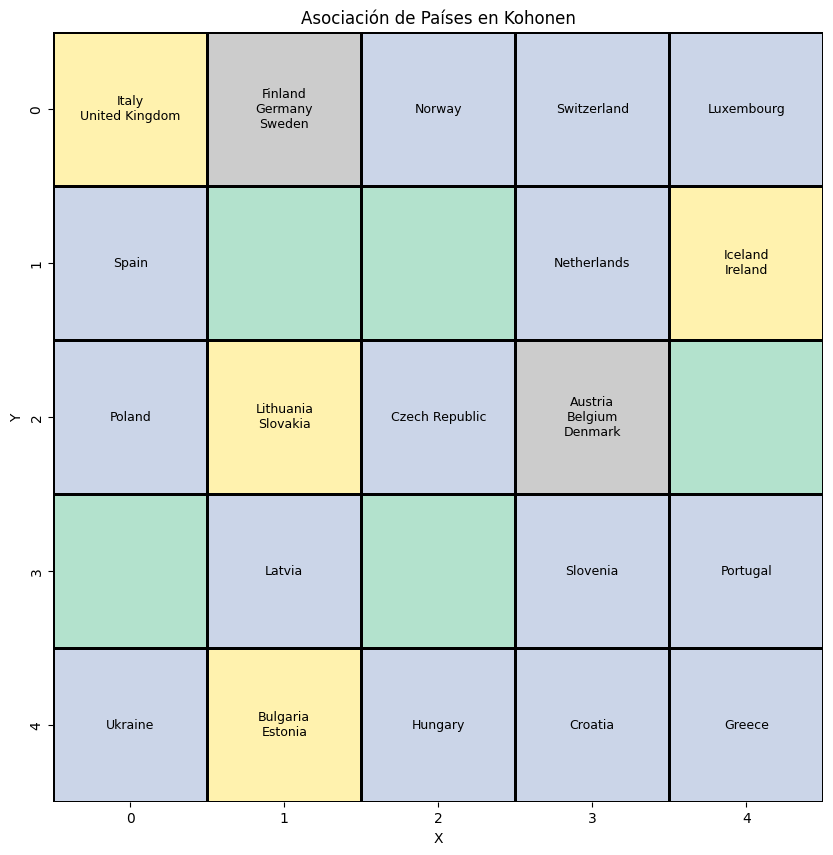 Asociación de Países en Kohonen
0
Italy
United Kingdom
Finland
Germany
Sweden
Norway
Switzerland
Luxembourg
1
Spain
Netherlands
Iceland
Ireland
Y
2
Poland
Lithuania
Slovakia
Czech Republic
Austria
Belgium
Denmark
3
Latvia
Slovenia
Portugal
4
Ukraine
Bulgaria
Estonia
Hungary
Croatia
Greece
0 1 2 3 4
X